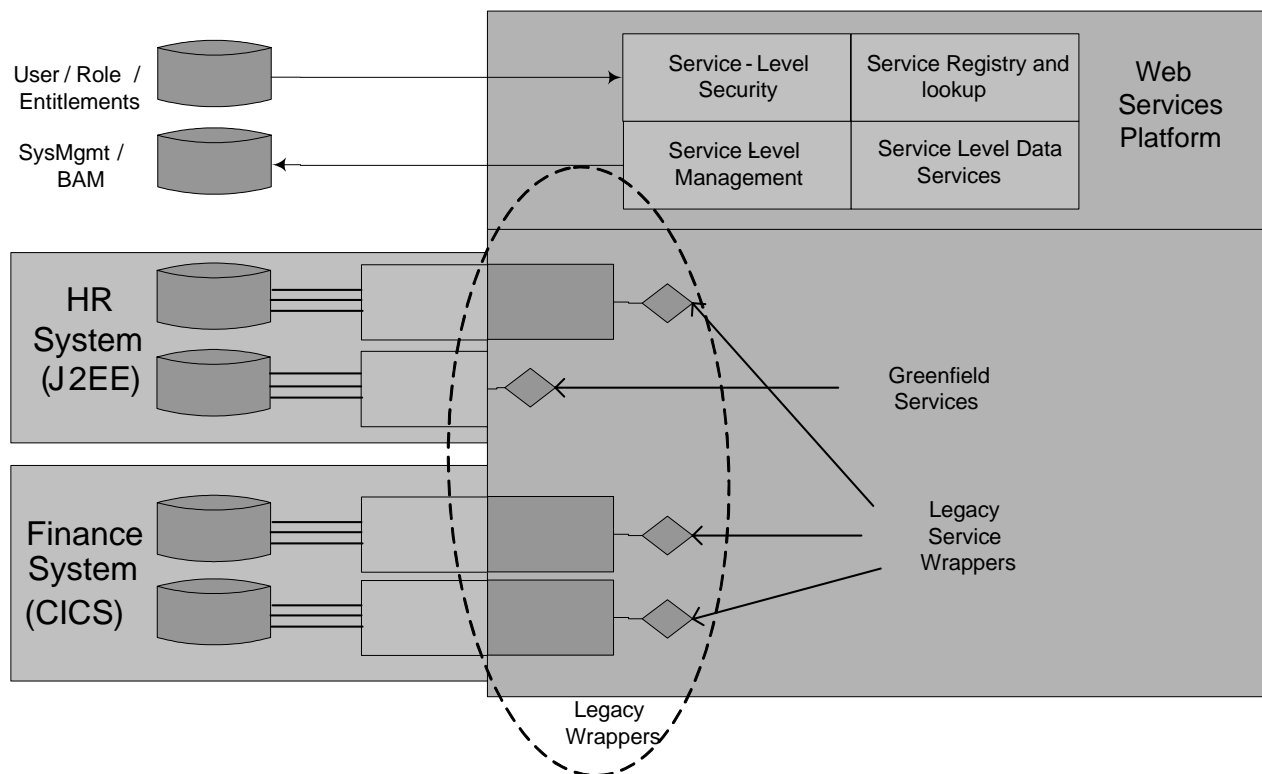 User / Role /
Entitlements
SysMgmt /
BAM
Service - Level
Security
Service Registry and
lookup
Service Level
Management
Service Level Data
Services
Web
Services
Platform
HR
System
(J2EE)
Greenfield
Services
Finance
System
(CICS)
Legacy
Service
Wrappers
Legacy
Wrappers